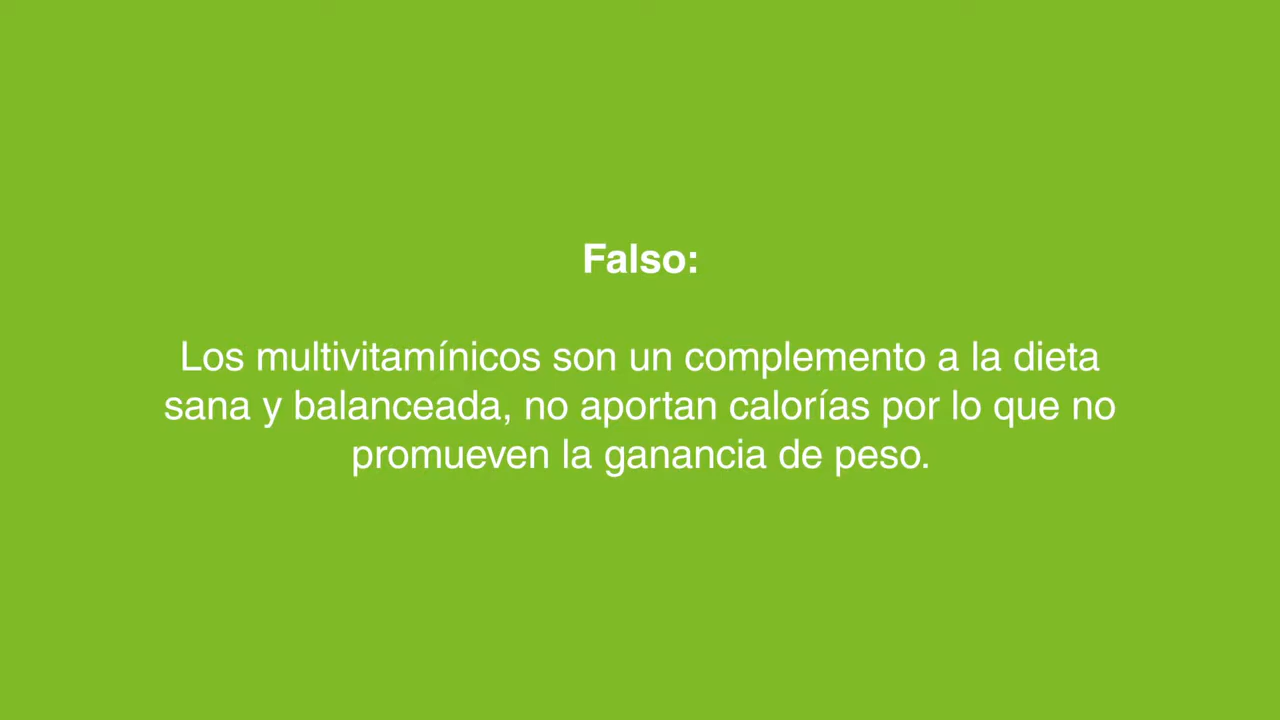 Falso:
Los multivitamínicos son un complemento a la dieta
sana y balanceada, no aportan calorías por lo que no
promueven la ganancia de peso.